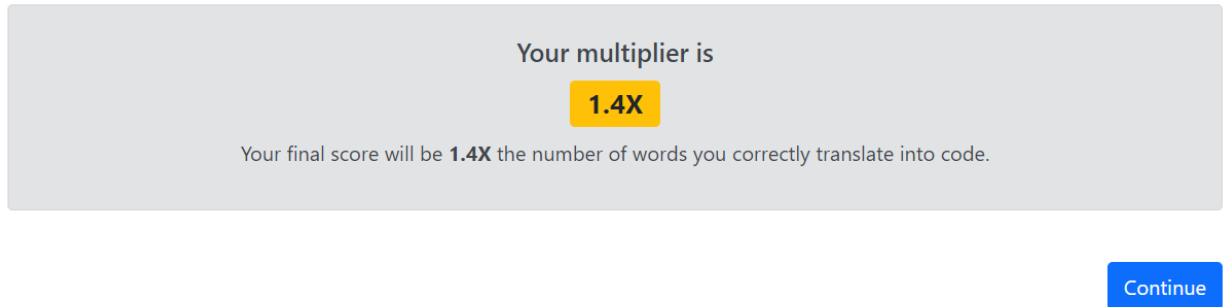 Your multiplier is
1.4X
Your final score will be 1.4X the number of words you correctly translate into code.
Continue